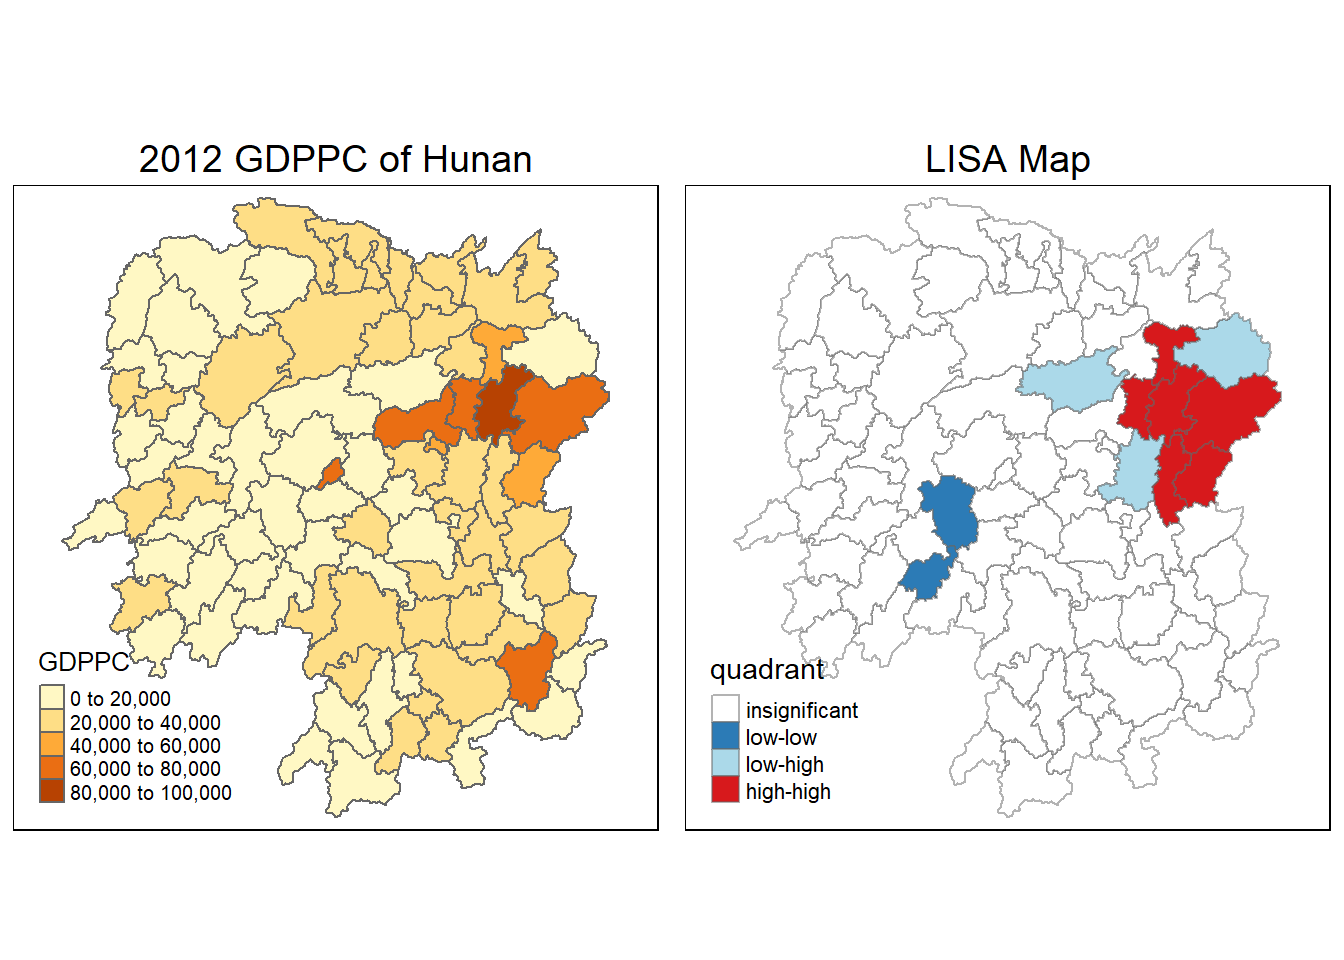 2012 GDPPC of Hunan
GDPPC
0 to 20,000
20,000 to 40,000
40,000 to 60,000
60,000 to 80,000
80,000 to 100,000
LISA Map
quadrant
insignificant
low-low
low-high
high-high